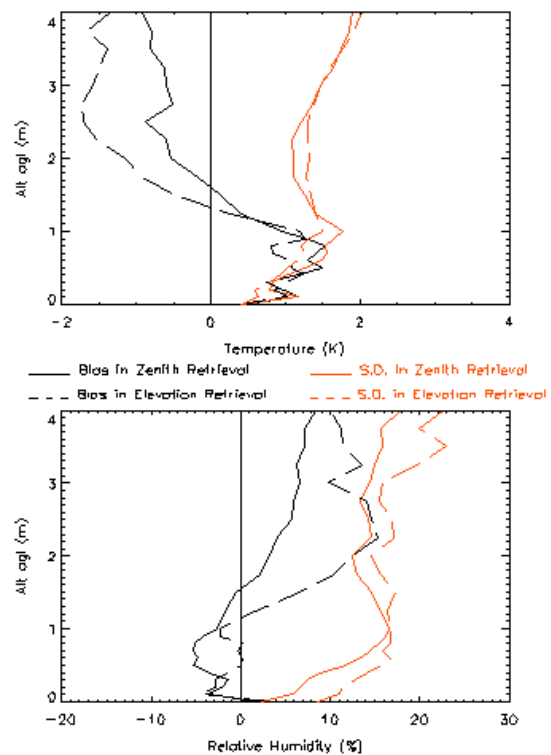 4
3
Alt agl (m)
2
1
0
-2 0 2 4
Temperature (K)
Bias in Zenith Retrieval S.D. in Zenith Retrieval
Bias in Elevation Retrieval S.D. in Elevation Retrieval
4
3
Alt agl (m)
2
1
0
-20 -10 0 10 20 30
Relative Humidity (%)